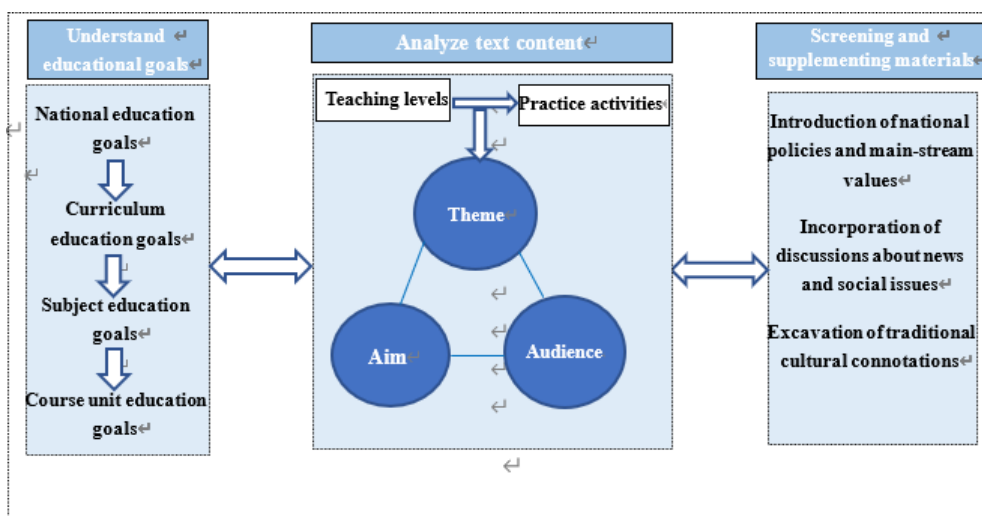 Understand
educational goals
National education
goals
Curriculum
education goals
Subject education
goals
Course unit education
goals
Analyze text content
Teaching levels
Practice activities
Theme
Aim
Audience
Screening and
supplementing materials
Introduction of national
policies and main-stream
values
Incorporation of
discussions about news
and social issues
Excavation of traditional
cultural connotations